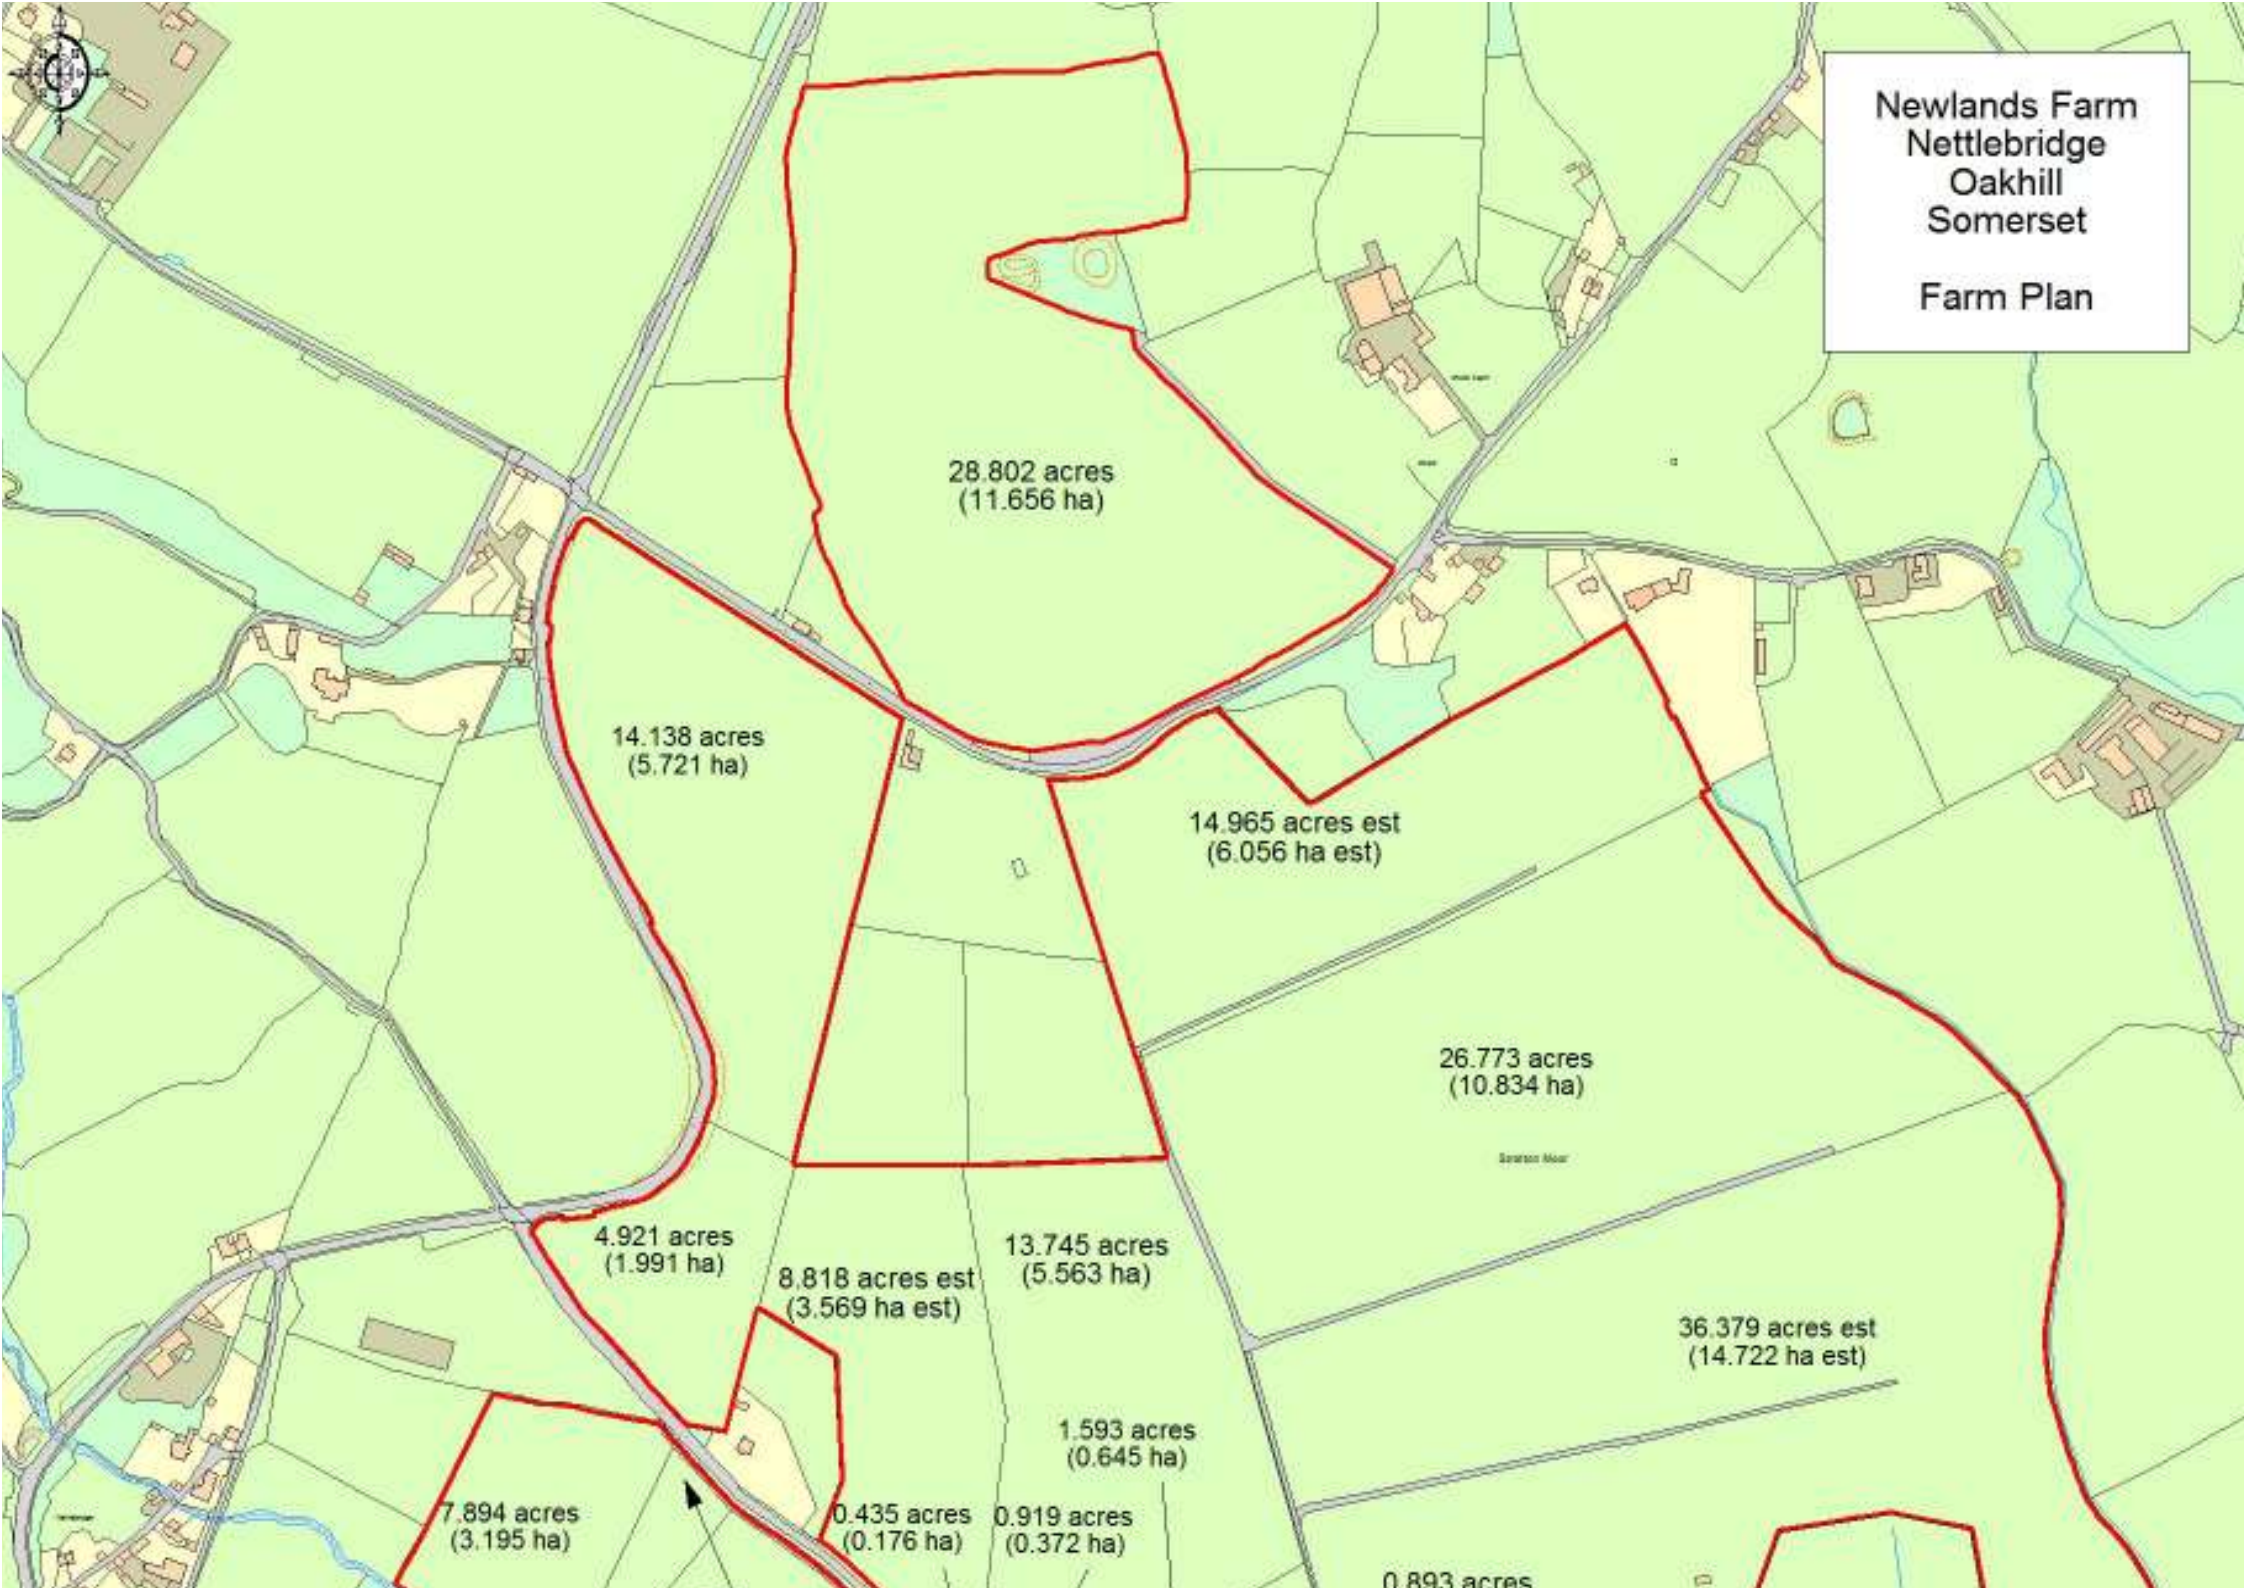 Newlands Farm
Nettlebridge
Oakhill
Somerset
Farm Plan
28.802 acres
(11.656 ha)
14.138 acres
(5.721 ha)
14.965 acres est
(6.056 ha est)
26.773 acres
(10.834 ha)
4.921 acres
(1.991 ha)
8.818 acres est
(3.569 ha est)
13.745 acres
(5.563 ha)
36.379 acres est
(14.722 ha est)
1.593 acres
(0.645 ha)
7.894 acres
(3.195 ha)
0.435 acres
(0.176 ha)
0.919 acres
(0.372 ha)
0.893 acres